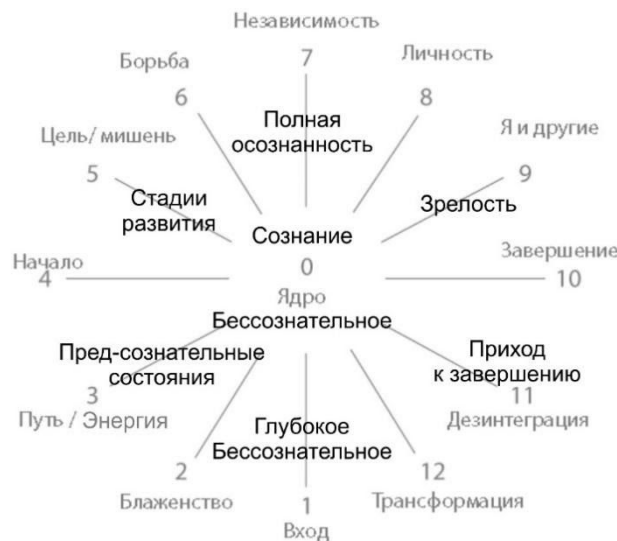 Независимость
7
Борьба
6
Личность
8
Полная
осознанность
Цель/ мишень
5
Я и другие
9
Стадии
развития
Зрелость
Сознание
0
Ядро
Начало
4
Завершение
10
Бессознательное
Пред-сознательные
состояния
3
Путь / Энергия
Приход
к завершению
11
Дезинтеграция
Глубокое
Бессознательное
2
Блаженство
1
Вход
12
Трансформация